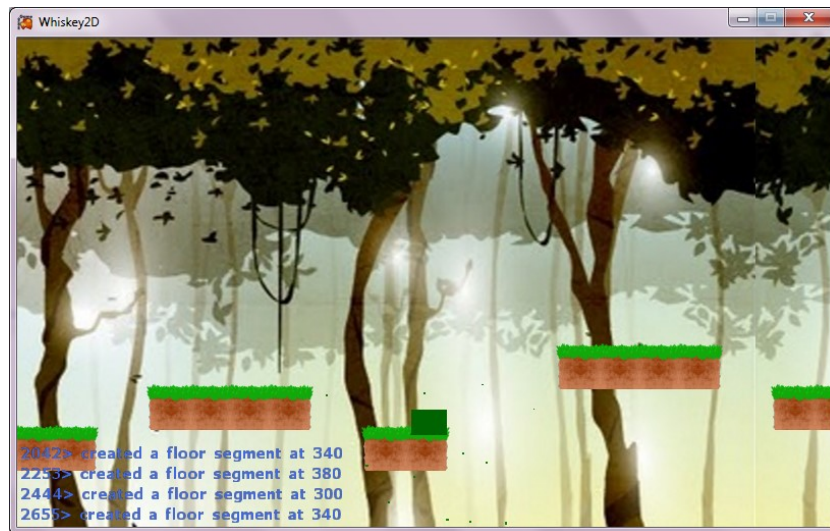 Whiskey2D
2042> created a floor segment at 340
2253> created a floor segment at 380
2444> created a floor segment at 300
2655> created a floor segment at 340